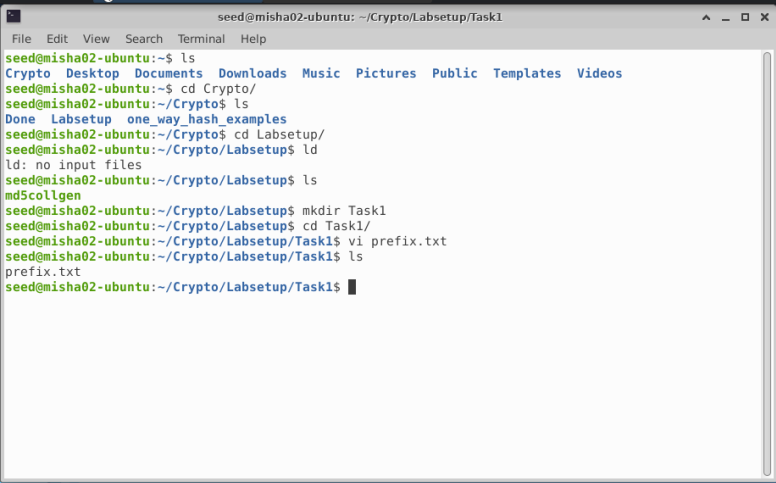 seed@misha02-ubuntu: ~/Crypto/Labsetup/Task1
File Edit View Search Terminal Help
seed@misha02-ubuntu:~$ ls
Crypto Desktop Documents Downloads Music Pictures Public Templates Videos
seed@misha02-ubuntu:~$ cd Crypto/
seed@misha02-ubuntu:~/Crypto$ ls
Done Labsetup one_way_hash_examples
seed@misha02-ubuntu:~/Crypto$ cd Labsetup/
seed@misha02-ubuntu:~/Crypto/Labsetup$ ld
ld: no input files
seed@misha02-ubuntu:~/Crypto/Labsetup$ ls
md5collgen
seed@misha02-ubuntu:~/Crypto/Labsetup$ mkdir Task1
seed@misha02-ubuntu:~/Crypto/Labsetup$ cd Task1/
seed@misha02-ubuntu:~/Crypto/Labsetup/Task1$ vi prefix.txt
seed@misha02-ubuntu:~/Crypto/Labsetup/Task1$ ls
prefix.txt
seed@misha02-ubuntu:~/Crypto/Labsetup/Task1$